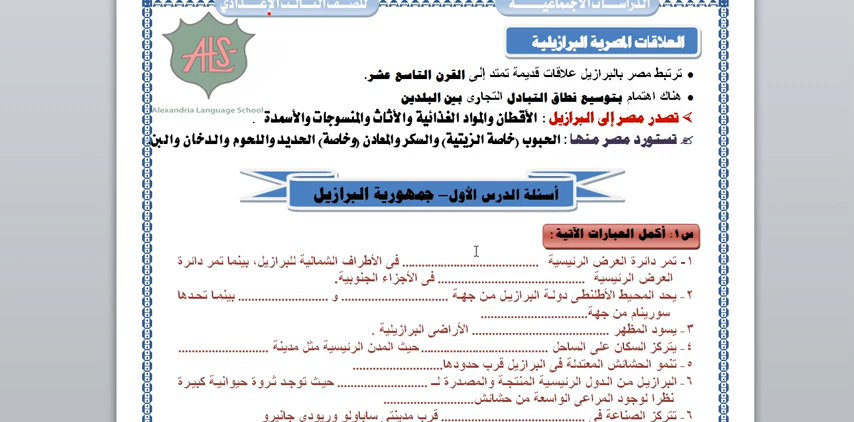 الدراسات الاجتماعية
للصف الثالث الإعدادي
ALS
Alexandria Language School
العلاقات المصرية البرازيلية
ترتبط مصر بالبرازيل علاقات قديمة تمتد إلى القرن التاسع عشر.
هناك اهتمام بتوسيع نطاق التبادل التجارى بين البلدين
تصدر مصر إلى البرازيل : الأقطان والمواد الغذائية والأثاث والمنسوجات والأسمدة .
تستورد مصر منها : الحبوب (خاصة الزيتية) والسكر والمعادن (وخاصة) الحديد واللحوم والدخان والبن
أسئلة الدرس الأول– جمهورية البرازيل
س١: أكمل العبارات الآتية :
١- تمر دائرة العرض الرئيسية .................................... فى الأطراف الشمالية للبرازيل، بينما تمر دائرة
العرض الرئيسية .................................... فى الأجزاء الجنوبية.
٢- يحد المحيط الأطلنطى دولة البرازيل من جهة .......................... و ....................... بينما تحدها
سورينام من جهة..........................
٣- يسود المظهر .................................. الأراضى البرازيلية .
٤- يتركز السكان على الساحل ............................... حيث المدن الرئيسية مثل مدينة .......................
٥- تنمو الحشائش المعتدلة فى البرازيل قرب حدودها......................
٦- البرازيل من الدول الرئيسية المنتجة والمصدرة لـ ...................... حيث توجد ثروة حيوانية كبيرة
نظرا لوجود المراعى الواسعة من حشائش.............................
٦- تتركز الصناعة فى .................................... قرب مدينتى ساباولو وريودى جانيرو